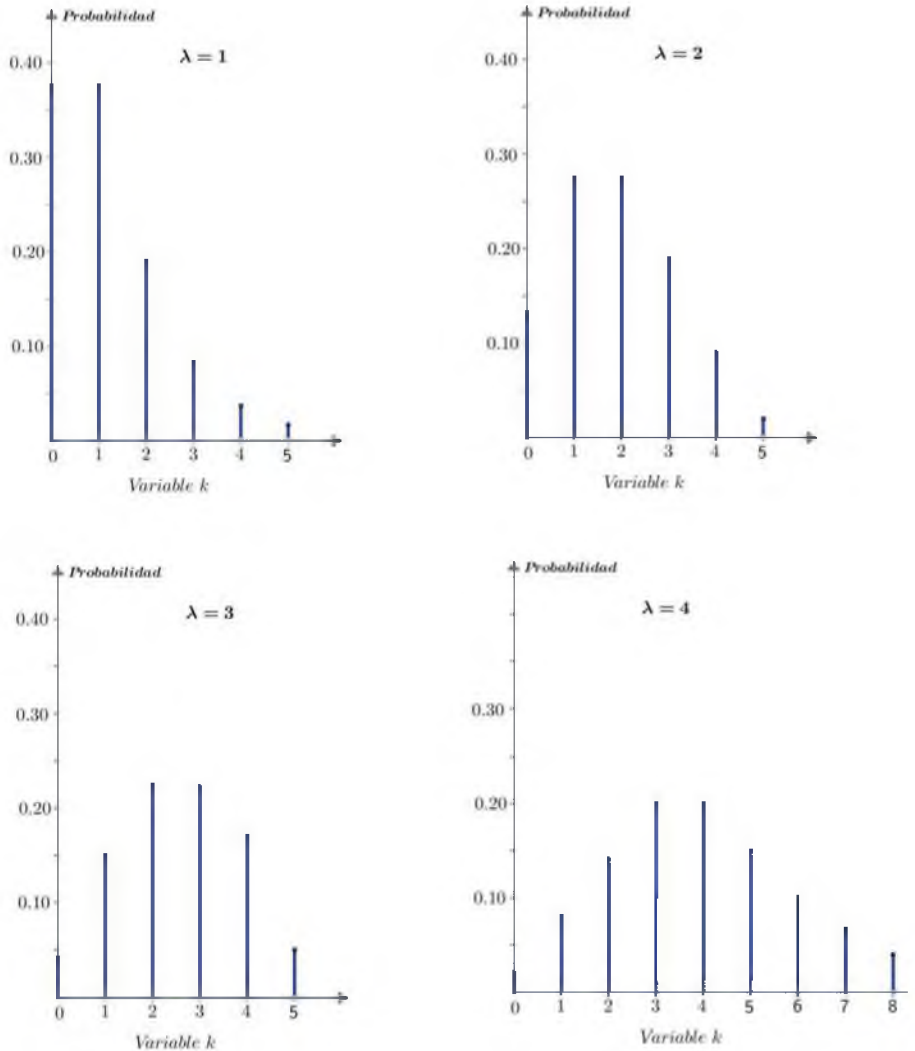 Probabilidad
λ = 1
0.40
0.30
0.20
0.10
0 1 2 3 4 5
Variable k
Probabilidad
λ = 2
0.40
0.30
0.20
0.10
0 1 2 3 4 5
Variable k
Probabilidad
λ = 3
0.40
0.30
0.20
0.10
0 1 2 3 4 5
Variable k
Probabilidad
λ = 4
0.30
0.20
0.10
0 1 2 3 4 5 6 7 8
Variable k